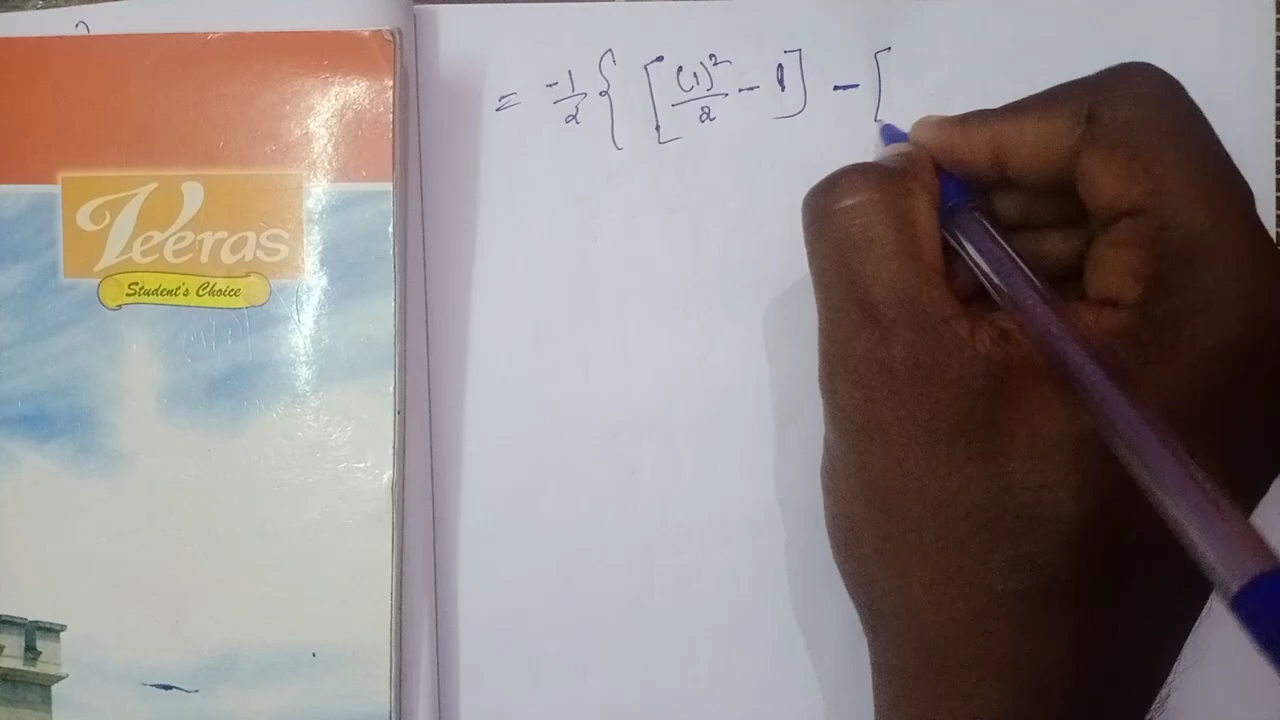 = -1/2 { [ (1)²/2 - 1 ] - [
Veeras
Student's Choice